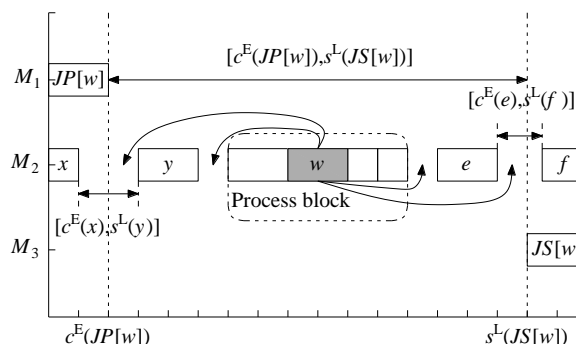 [c^E(JP[w]),s^L(JS[w])]
M_1 JP[w]
[c^E(e),s^L(f)]
M_2 x y w e f
Process block
[c^E(x),s^L(y)]
M_3 JS[w
c^E(JP[w]) s^L(JS[w])